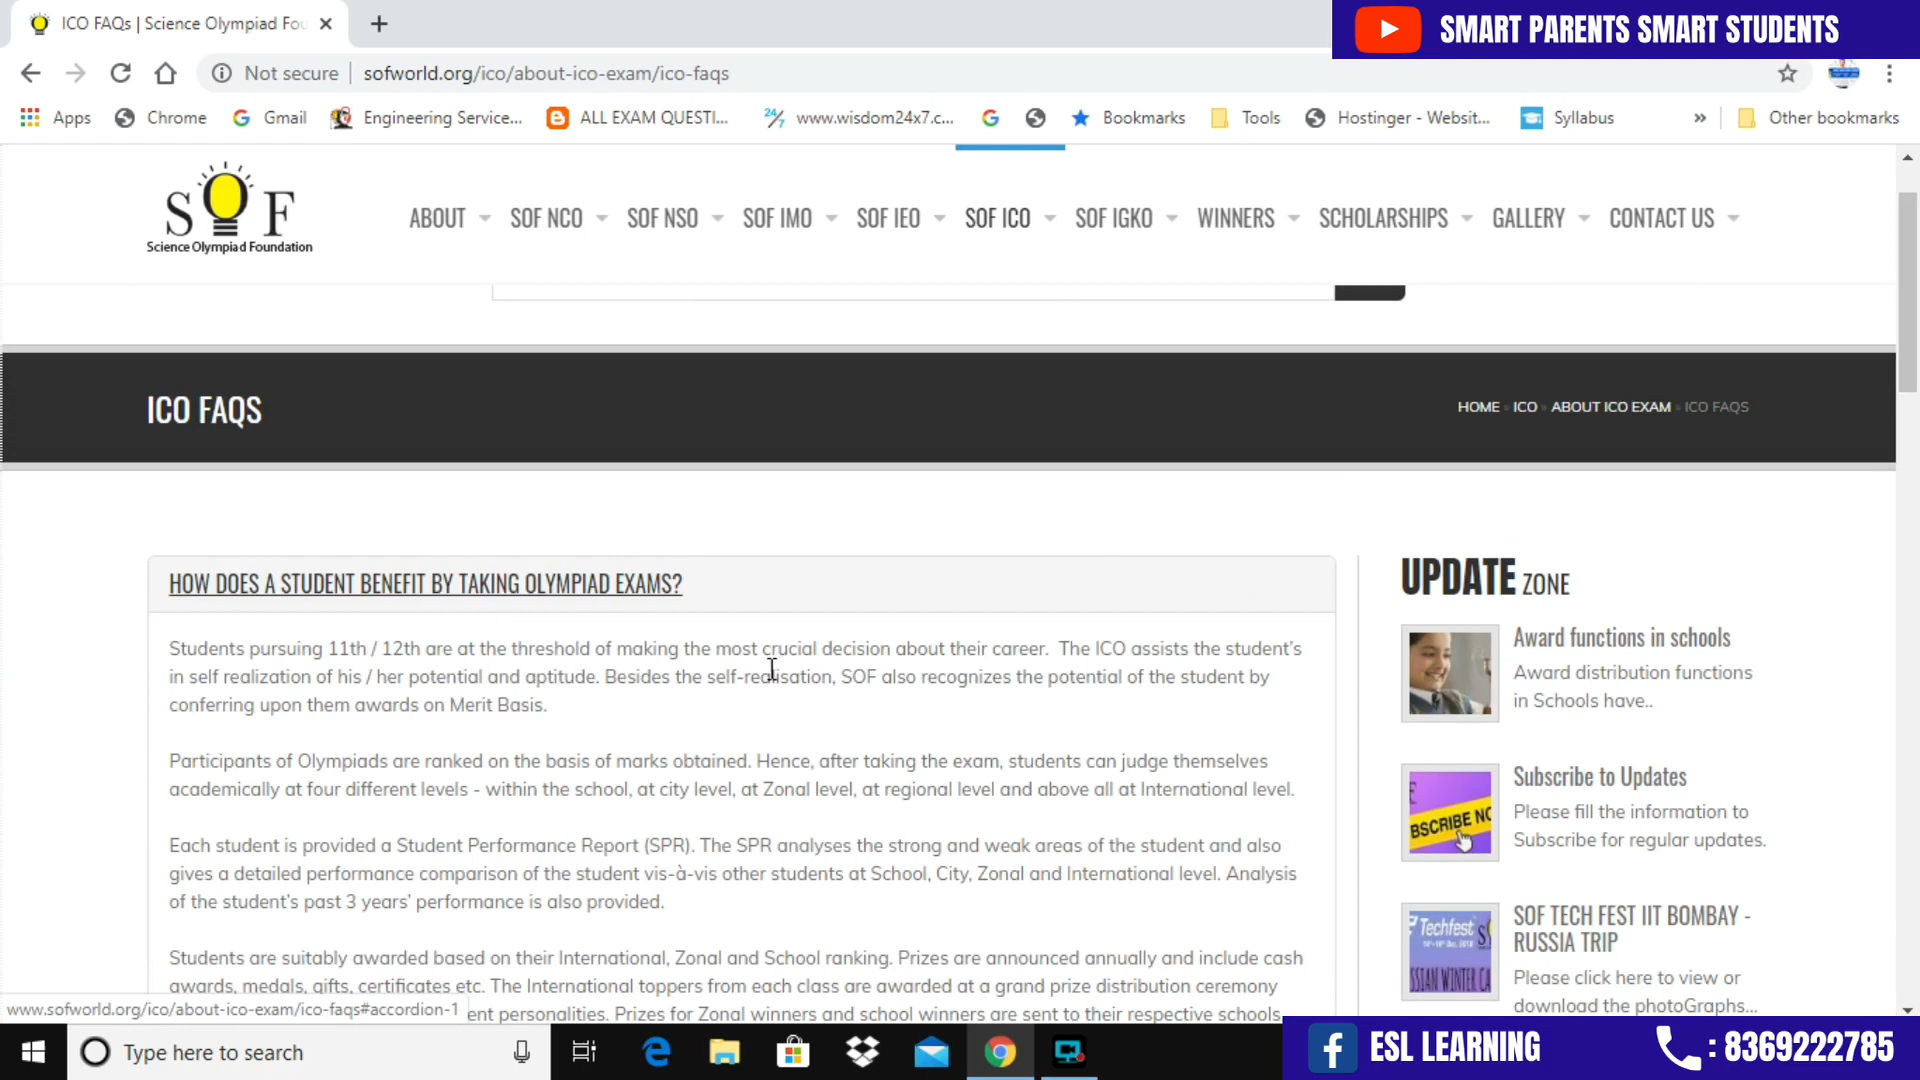 ICO FAQs | Science Olympiad Fou
SMART PARENTS SMART STUDENTS
Not secure
sofworld.org/ico/about-ico-exam/ico-faqs
Apps
Chrome
Gmail
Engineering Service...
ALL EXAM QUESTI...
24/7
www.wisdom24x7.c...
Bookmarks
Tools
Hostinger - Websit...
Syllabus
»
Other bookmarks
S F
Science Olympiad Foundation
ABOUT
SOF NCO
SOF NSO
SOF IMO
SOF IEO
SOF ICO
SOF IGKO
WINNERS
SCHOLARSHIPS
GALLERY
CONTACT US
ICO FAQS
HOME » ICO » ABOUT ICO EXAM » ICO FAQS
HOW DOES A STUDENT BENEFIT BY TAKING OLYMPIAD EXAMS?
Students pursuing 11th / 12th are at the threshold of making the most crucial decision about their career. The ICO assists the student's
in self realization of his / her potential and aptitude. Besides the self-realisation, SOF also recognizes the potential of the student by
conferring upon them awards on Merit Basis.
Participants of Olympiads are ranked on the basis of marks obtained. Hence, after taking the exam, students can judge themselves
academically at four different levels - within the school, at city level, at Zonal level, at regional level and above all at International level.
Each student is provided a Student Performance Report (SPR). The SPR analyses the strong and weak areas of the student and also
gives a detailed performance comparison of the student vis-à-vis other students at School, City, Zonal and International level. Analysis
of the student's past 3 years' performance is also provided.
Students are suitably awarded based on their International, Zonal and School ranking. Prizes are announced annually and include cash
awards, medals, gifts, certificates etc. The International toppers from each class are awarded at a grand prize distribution ceremony
ent personalities. Prizes for Zonal winners and school winners are sent to their respective schools
UPDATE ZONE
Award functions in schools
Award distribution functions
in Schools have..
BSCRIBE NO
Subscribe to Updates
Please fill the information to
Subscribe for regular updates.
Techfest
SSIAN WINTER CA
SOF TECH FEST IIT BOMBAY -
RUSSIA TRIP
Please click here to view or
download the photoGraphs...
www.sofworld.org/ico/about-ico-exam/ico-faqs#accordion-1
Type here to search
ESL LEARNING
: 8369222785